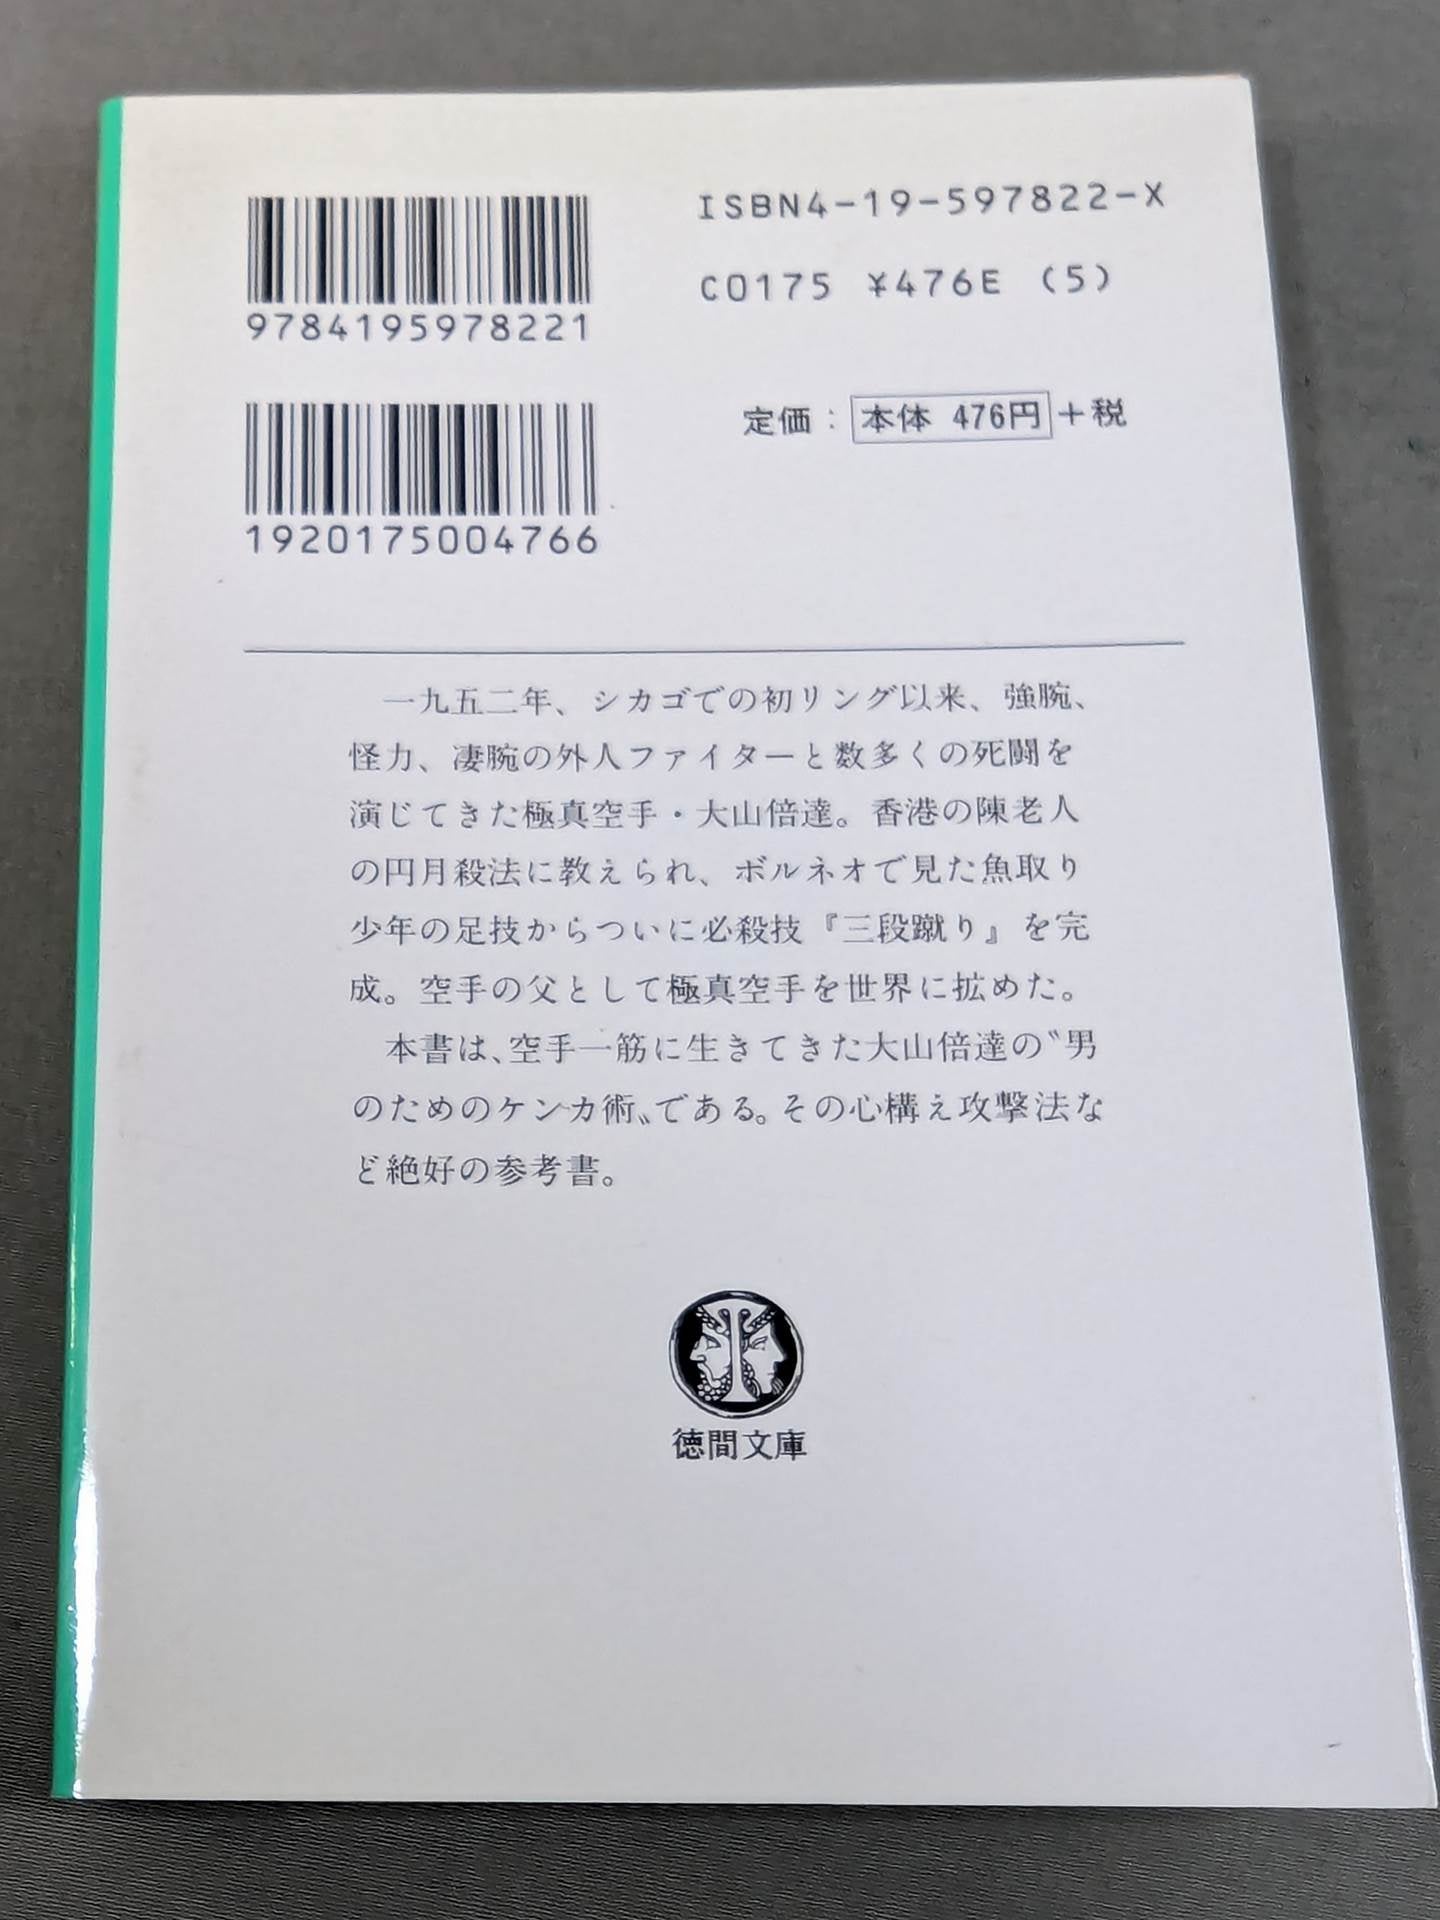 9784195978221
1920175004766
ISBN4-19-597822-X
C0175 ¥476E (5)
定価：本体 476円＋税
一九五二年、シカゴでの初リング以来、強腕、
怪力、凄腕の外人ファイターと数多くの死闘を
演じてきた極真空手・大山倍達。香港の陳老人
の円月殺法に教えられ、ボルネオで見た魚取り
少年の足技からついに必殺技『三段蹴り』を完
成。空手の父として極真空手を世界に拡めた。
本書は、空手一筋に生きてきた大山倍達の〝男
のためのケンカ術〟である。その心構え攻撃法な
ど絶好の参考書。
徳間文庫